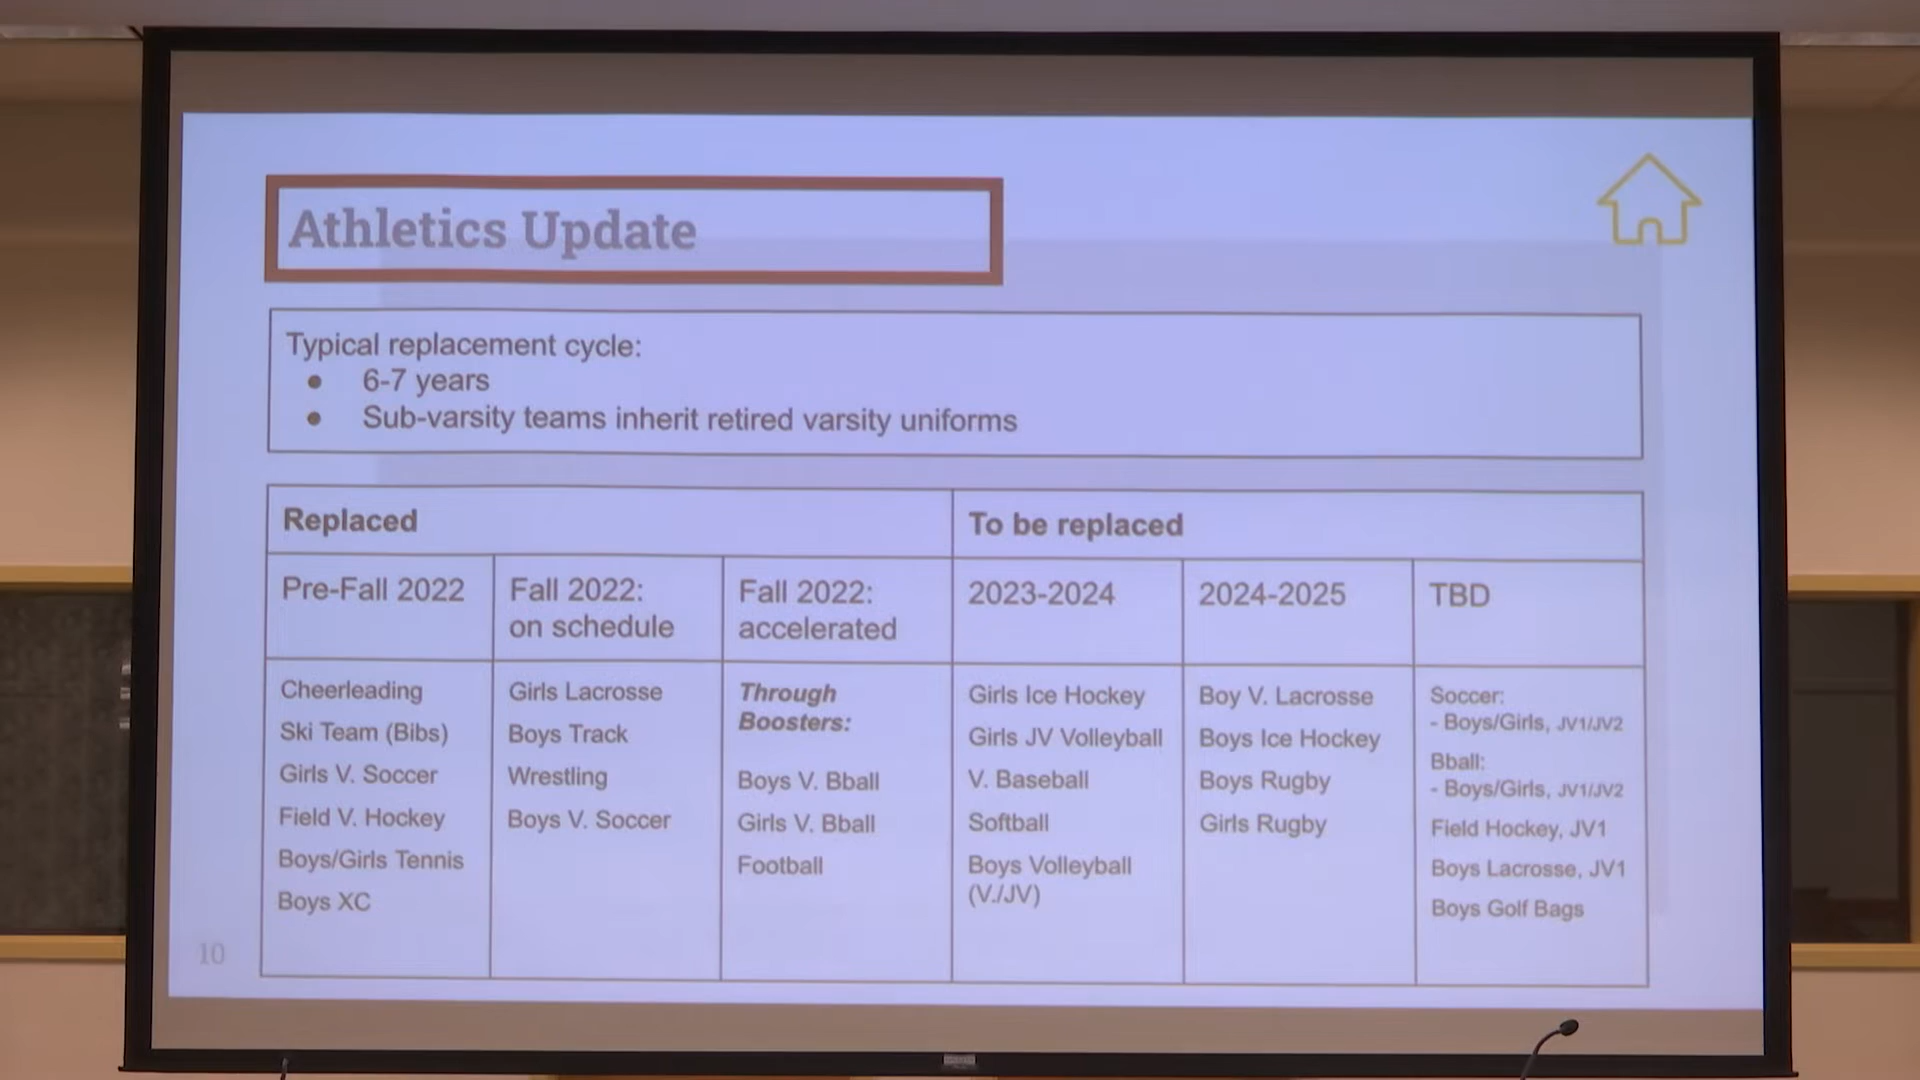 Athletics Update
Typical replacement cycle:
● 6-7 years
● Sub-varsity teams inherit retired varsity uniforms
Replaced
To be replaced
Pre-Fall 2022
Fall 2022:
on schedule
Fall 2022:
accelerated
2023-2024
2024-2025
TBD
Cheerleading
Ski Team (Bibs)
Girls V. Soccer
Field V. Hockey
Boys/Girls Tennis
Boys XC
Girls Lacrosse
Boys Track
Wrestling
Boys V. Soccer
Through
Boosters:
Boys V. Bball
Girls V. Bball
Football
Girls Ice Hockey
Girls JV Volleyball
V. Baseball
Softball
Boys Volleyball
(V./JV)
Boy V. Lacrosse
Boys Ice Hockey
Boys Rugby
Girls Rugby
Soccer:
- Boys/Girls, JV1/JV2
Bball:
- Boys/Girls, JV1/JV2
Field Hockey, JV1
Boys Lacrosse, JV1
Boys Golf Bags
10